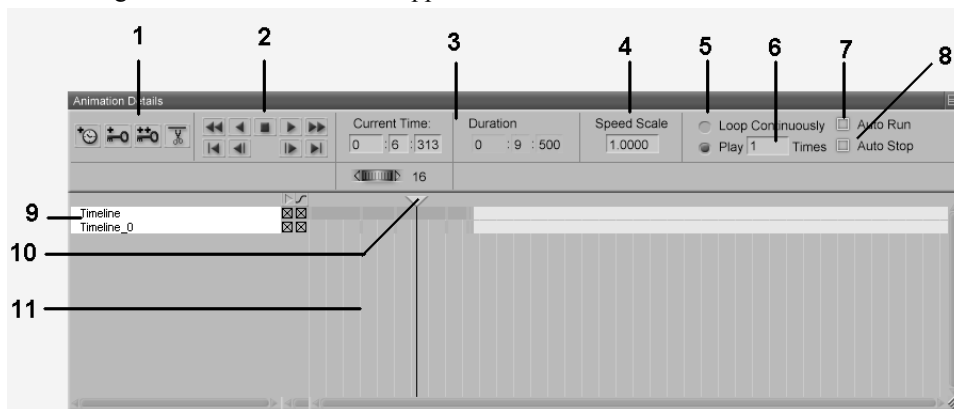 1 2 3 4 5 6 7 8
Animation Details
Current Time: Duration Speed Scale Loop Continuously Auto Run
0 :6 :313 0 :9 :500 1.0000 Play 1 Times Auto Stop
16
9 Timeline
Timeline_0
10
11